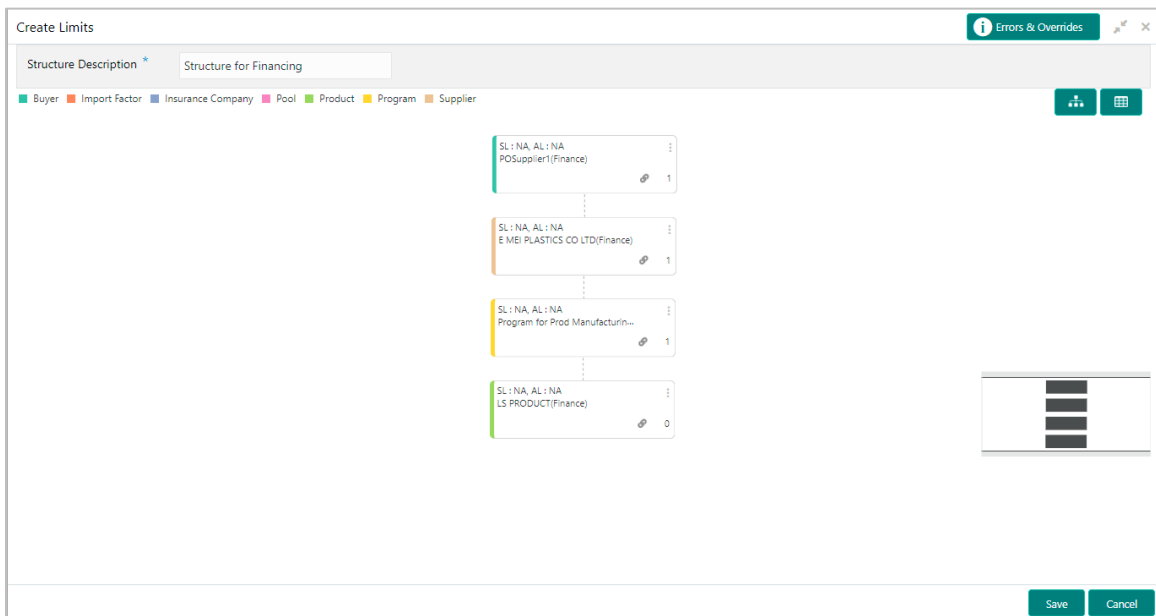 Create Limits
Errors & Overrides
Structure Description *
Structure for Financing
Buyer Import Factor Insurance Company Pool Product Program Supplier
SL : NA, AL : NA
POSupplier1(Finance)
1
SL : NA, AL : NA
E MEI PLASTICS CO LTD(Finance)
1
SL : NA, AL : NA
Program for Prod Manufacturin...
1
SL : NA, AL : NA
LS PRODUCT(Finance)
0
Save Cancel